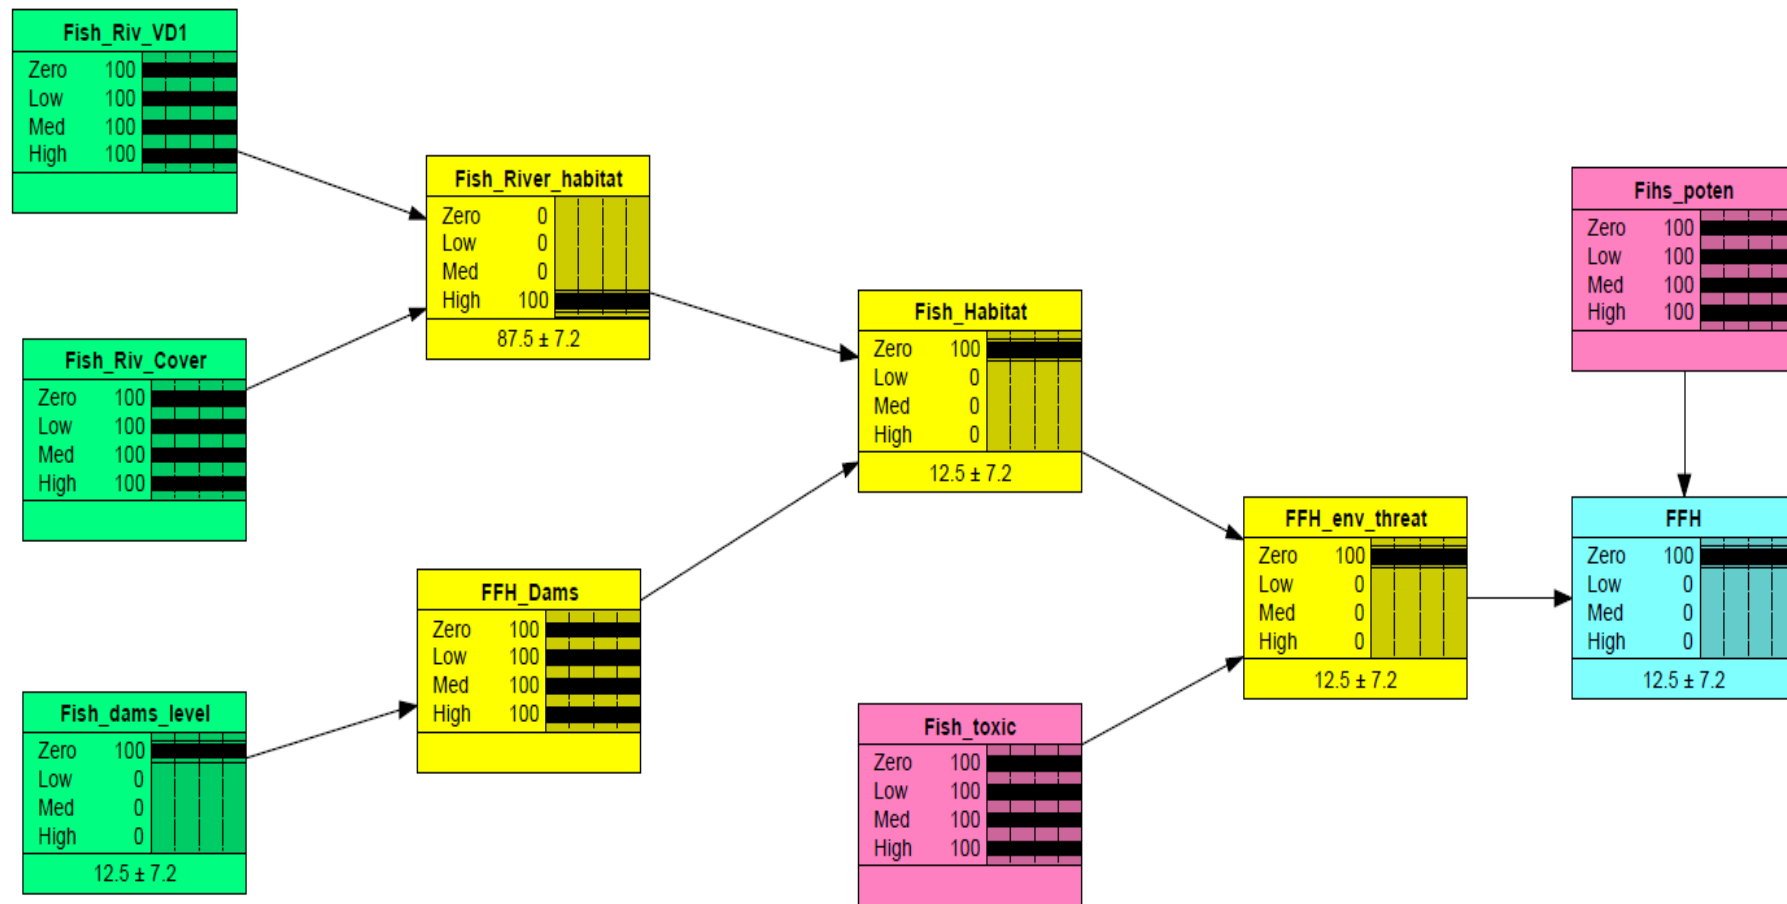 Fish_Riv_VD1
Zero 100
Low 100
Med 100
High 100
Fish_River_habitat
Zero 0
Low 0
Med 0
High 100
87.5 ± 7.2
Fihs_poten
Zero 100
Low 100
Med 100
High 100
Fish_Riv_Cover
Zero 100
Low 100
Med 100
High 100
Fish_Habitat
Zero 100
Low 0
Med 0
High 0
12.5 ± 7.2
FFH_env_threat
Zero 100
Low 0
Med 0
High 0
12.5 ± 7.2
FFH
Zero 100
Low 0
Med 0
High 0
12.5 ± 7.2
FFH_Dams
Zero 100
Low 100
Med 100
High 100
Fish_dams_level
Zero 100
Low 0
Med 0
High 0
12.5 ± 7.2
Fish_toxic
Zero 100
Low 100
Med 100
High 100